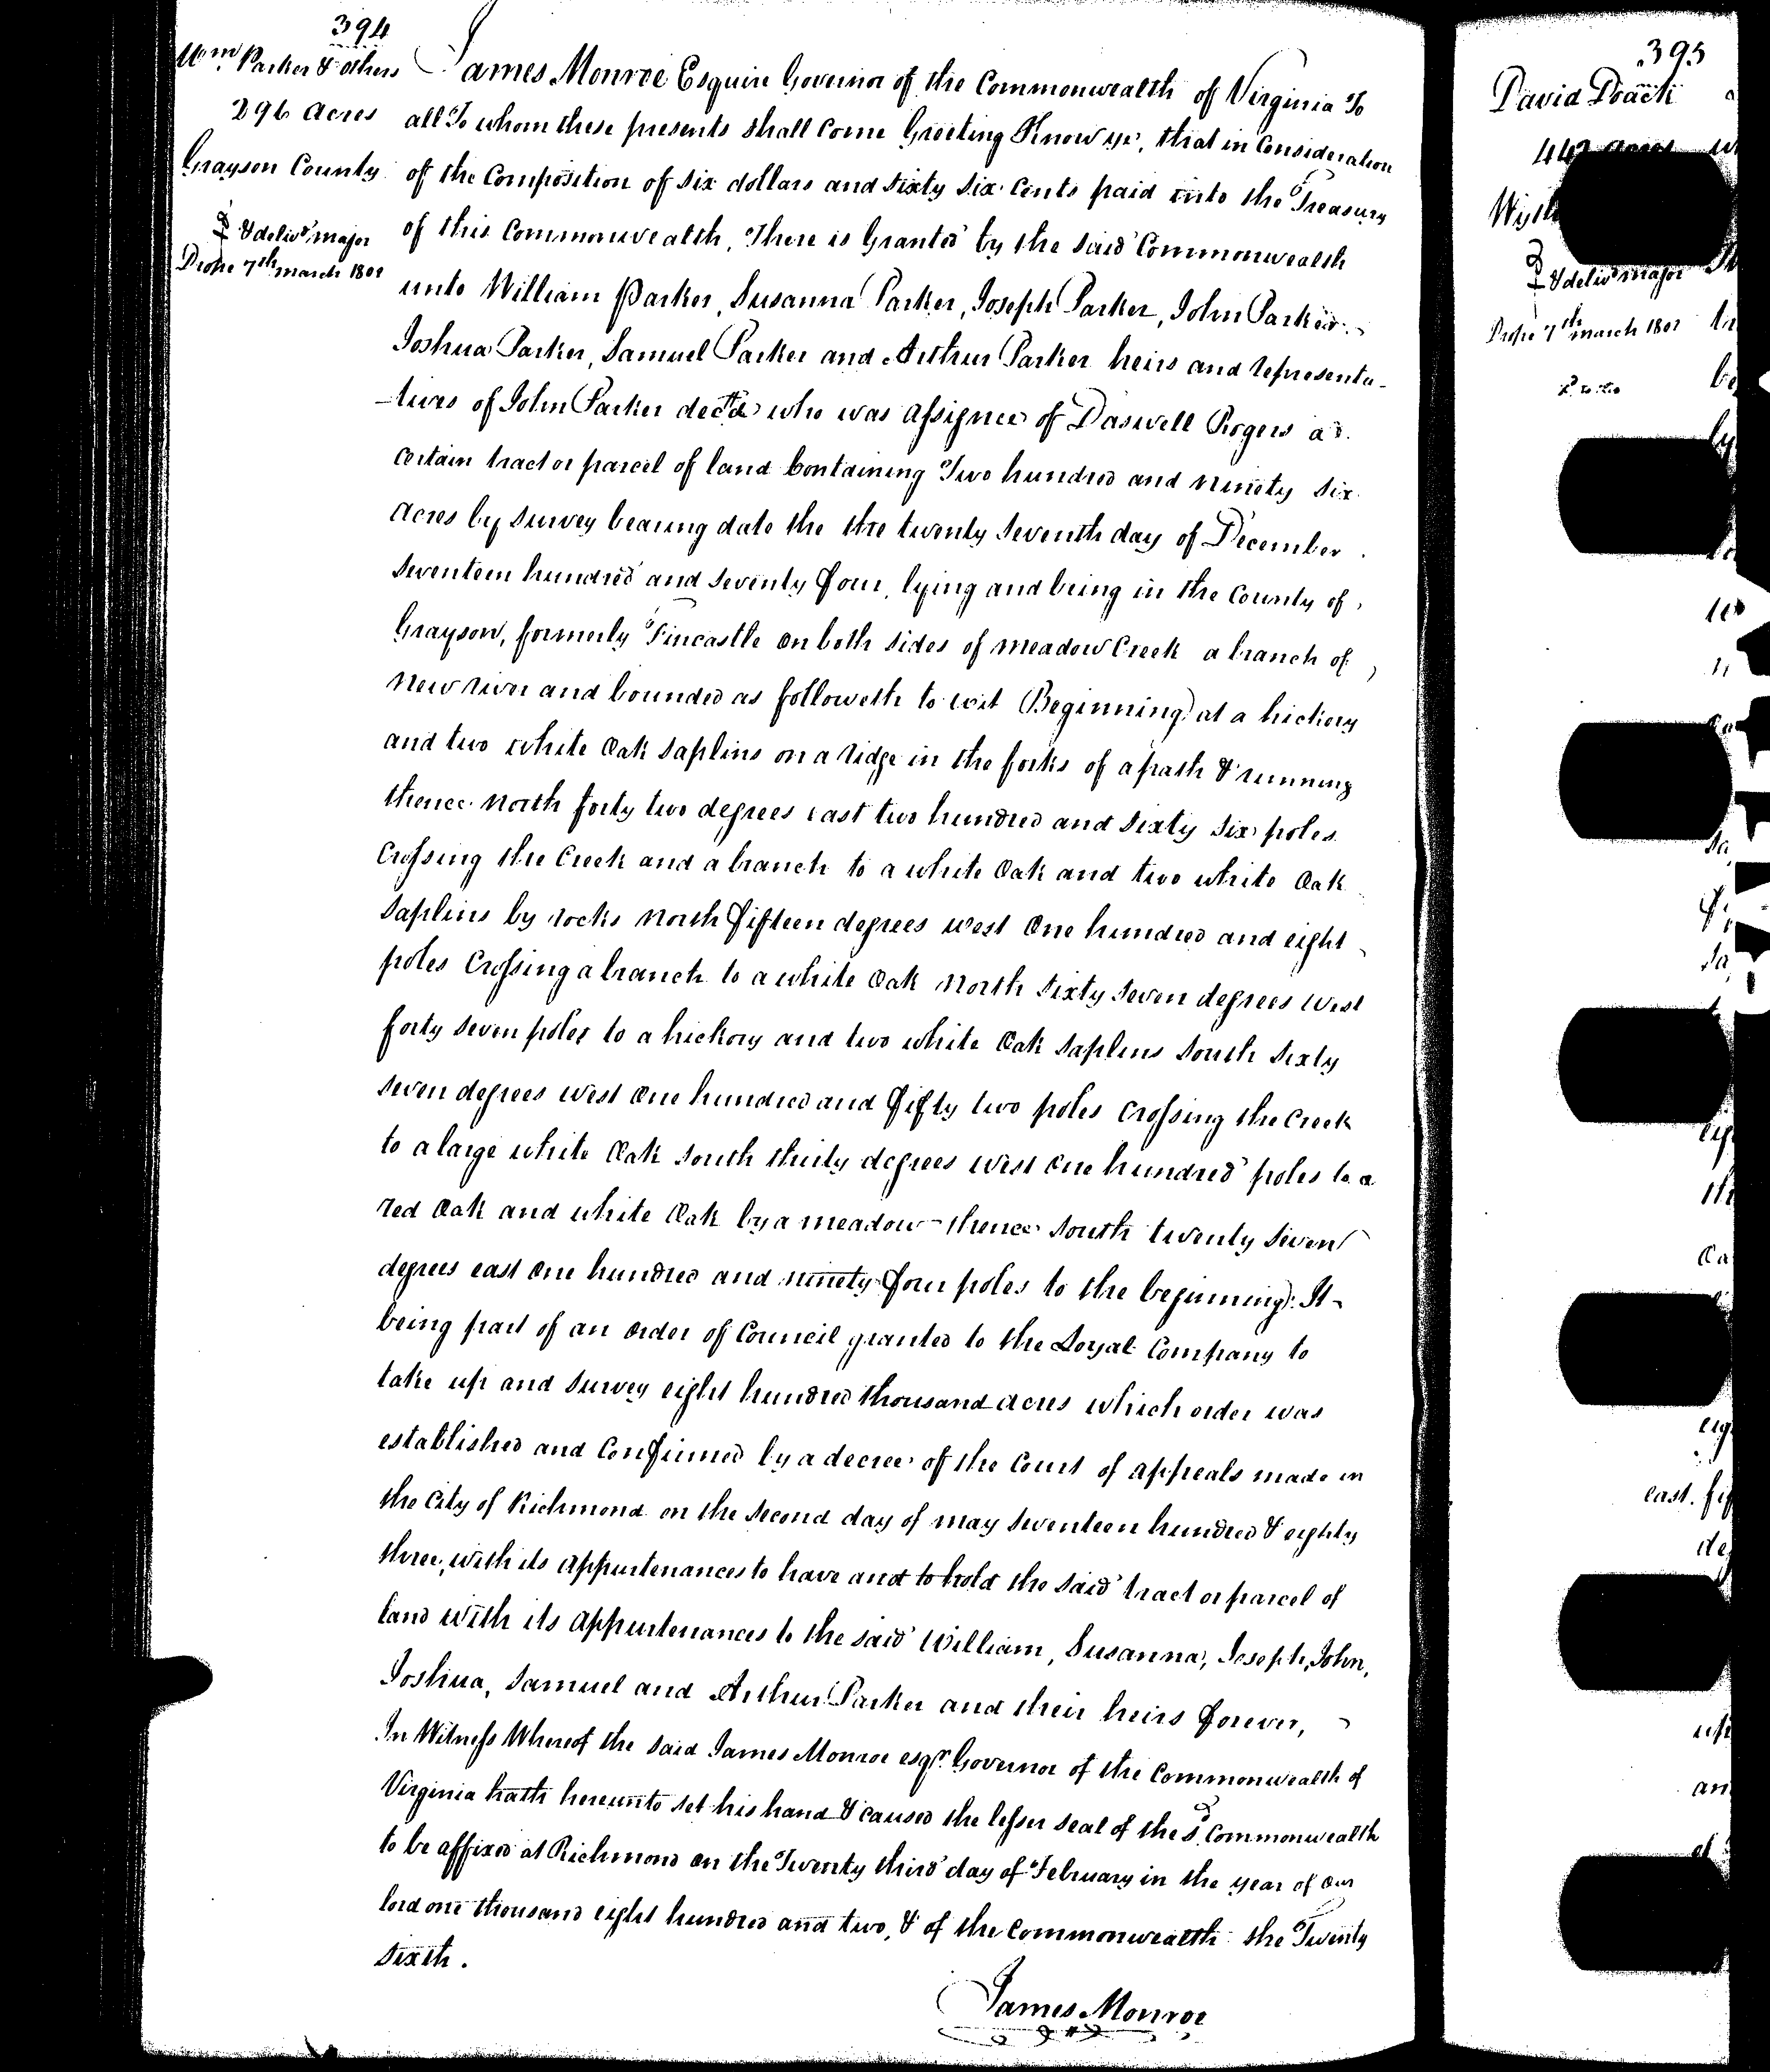 394
Wm. Parker & others
296 Acres
Grayson County
& delivd major
Drope 7th march 1802
James Monroe Esquire Governor of the Commonwealth of Virginia To
all To whom these presents shall come Greeting Know ye, that in Consideration
of the Composition of six dollars and sixty six cents paid into the Treasury
of this Commonwealth, There is Granted by the said Commonwealth
unto William Parker, Susanna Parker, Joseph Parker, John Parker
Joshua Parker, Samuel Parker and Arthur Parker heirs and representa-
-tives of John Parker decd who was assignee of Daswell Rogers a
certain tract or parcel of land Containing Two hundred and ninety six
Acres by survey bearing date the the twenty seventh day of December
seventeen hundred and seventy four, lying and being in the County of
Grayson, formerly Fincastle on both sides of meadow Creek a branch of
New river and bounded as followeth to wit (Beginning) at a hickory
and two white Oak saplins on a ridge in the forks of a path & running
thence north forty two degrees east two hundred and sixty six poles
Crossing the Creek and a branch to a white Oak and two white Oak
saplins by rocks north fifteen degrees west One hundred and eight
poles Crossing a branch to a white Oak North sixty seven degrees West
forty seven poles to a hickory and two white Oak saplins south sixty
seven degrees west One hundred and fifty two poles crossing the Creek
to a large white Oak south thirty degrees west One hundred poles to a
red Oak and white Oak by a meadow - thence south twenty seven
degrees east One hundred and ninety four poles to the beginning). It
being part of an Order of Council granted to the Loyal Company to
take up and survey eight hundred thousand acres which order was
established and Confirmed by a decree of the Court of appeals made in
the City of Richmond on the second day of may seventeen hundred & eighty
three, with its Appurtenances to have and to hold the said tract or parcel of
land with its Appurtenances to the said William, Susanna, Joseph, John,
Joshua, Samuel and Arthur Parker and their heirs forever,
In Witness Whereof the said James Monroe esqr. Governor of the Commonwealth of
Virginia hath hereunto set his hand & caused the lesser seal of the sd. Commonwealth
to be affixed at Richmond on the Twenty third day of February in the year of our
lord one thousand eight hundred and two, & of the Commonwealth the Twenty
sixth.
James Monroe
395
David Doack
442 acres
& delivd major
Drope 7th march 1802